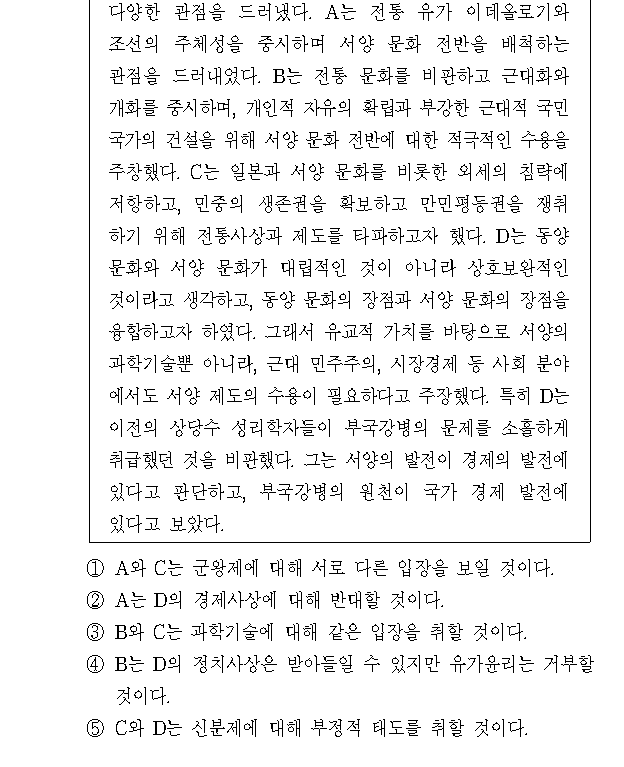 다양한 관점을 드러냈다. A는 전통 유가 이데올로기와
조선의 주체성을 중시하며 서양 문화 전반을 배척하는
관점을 드러내었다. B는 전통 문화를 비판하고 근대화와
개화를 중시하며, 개인적 자유의 확립과 부강한 근대적 국민
국가의 건설을 위해 서양 문화 전반에 대한 적극적인 수용을
주창했다. C는 일본과 서양 문화를 비롯한 외세의 침략에
저항하고, 민중의 생존권을 확보하고 만민평등권을 쟁취
하기 위해 전통사상과 제도를 타파하고자 했다. D는 동양
문화와 서양 문화가 대립적인 것이 아니라 상호보완적인
것이라고 생각하고, 동양 문화의 장점과 서양 문화의 장점을
융합하고자 하였다. 그래서 유교적 가치를 바탕으로 서양의
과학기술뿐 아니라, 근대 민주주의, 시장경제 등 사회 분야
에서도 서양 제도의 수용이 필요하다고 주장했다. 특히 D는
이전의 상당수 성리학자들이 부국강병의 문제를 소홀하게
취급했던 것을 비판했다. 그는 서양의 발전이 경제의 발전에
있다고 판단하고, 부국강병의 원천이 국가 경제 발전에
있다고 보았다.
① A와 C는 군왕제에 대해 서로 다른 입장을 보일 것이다.
② A는 D의 경제사상에 대해 반대할 것이다.
③ B와 C는 과학기술에 대해 같은 입장을 취할 것이다.
④ B는 D의 정치사상은 받아들일 수 있지만 유가윤리는 거부할
것이다.
⑤ C와 D는 신분제에 대해 부정적 태도를 취할 것이다.